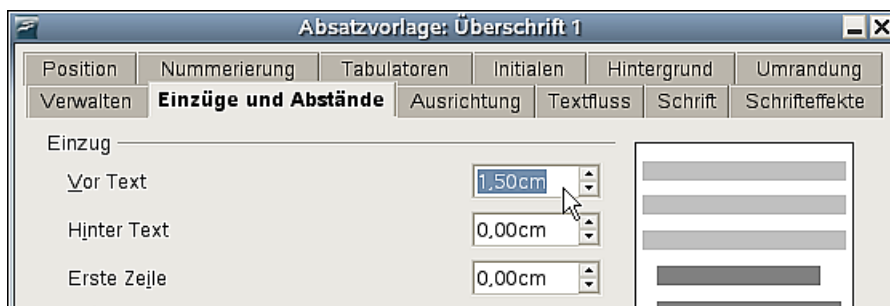 Absatzvorlage: Überschrift 1
Position Nummerierung Tabulatoren Initialen Hintergrund Umrandung
Verwalten Einzüge und Abstände Ausrichtung Textfluss Schrift Schrifteffekte
Einzug
Vor Text 1,50cm
Hinter Text 0,00cm
Erste Zeile 0,00cm